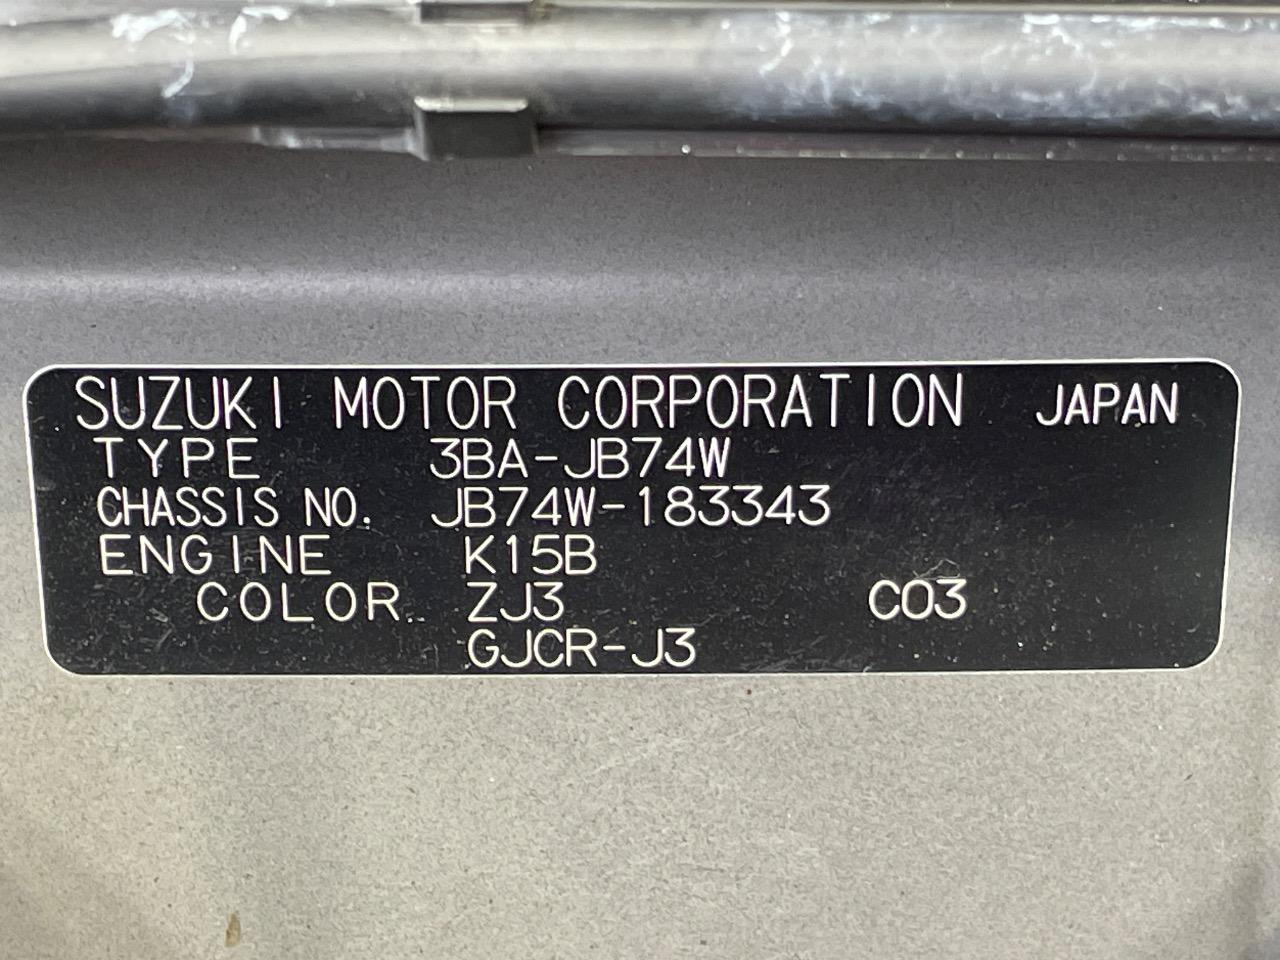 SUZUKI MOTOR CORPORATION JAPAN
TYPE 3BA-JB74W
CHASSIS NO. JB74W-183343
ENGINE K15B
COLOR ZJ3 C03
GJCR-J3